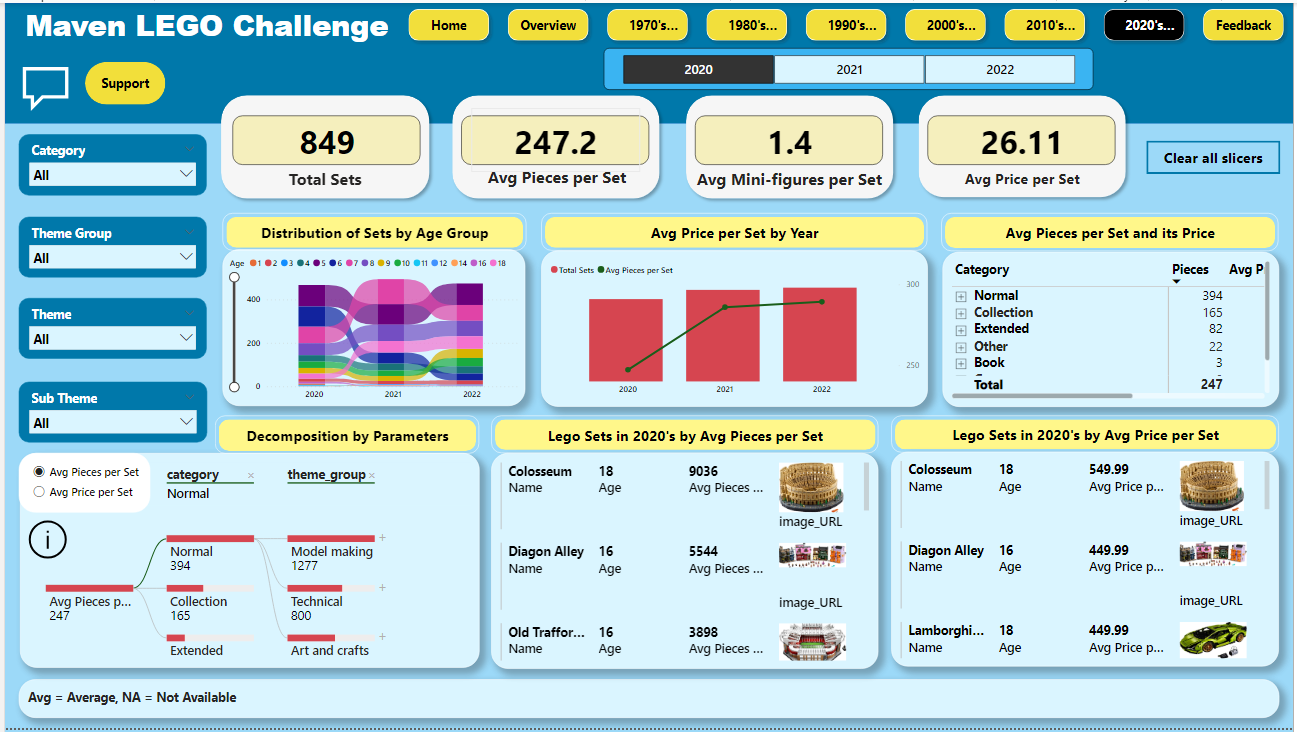 Maven LEGO Challenge
Home
Overview
1970's...
1980's...
1990's...
2000's...
2010's...
2020's...
Feedback
2020
2021
2022
Support
849
Total Sets
247.2
Avg Pieces per Set
1.4
Avg Mini-figures per Set
26.11
Avg Price per Set
Clear all slicers
Category
All
Theme Group
All
Theme
All
Sub Theme
All
Distribution of Sets by Age Group
Age 1 2 3 4 5 6 7 8 9 10 11 12 14 16 18
400
200
0
2020 2021 2022
Avg Price per Set by Year
Total Sets Avg Pieces per Set
300
250
2020 2021 2022
Avg Pieces per Set and its Price
Category Pieces Avg P
Normal 394
Collection 165
Extended 82
Other 22
Book 3
Total 247
Decomposition by Parameters
Avg Pieces per Set
Avg Price per Set
category
Normal
theme_group
Avg Pieces p...
247
Normal
394
Collection
165
Extended
Model making
1277
Technical
800
Art and crafts
Lego Sets in 2020's by Avg Pieces per Set
Colosseum 18 9036
Name Age Avg Pieces ...
image_URL
Diagon Alley 16 5544
Name Age Avg Pieces ...
image_URL
Old Traffor... 16 3898
Name Age Avg Pieces ...
Lego Sets in 2020's by Avg Price per Set
Colosseum 18 549.99
Name Age Avg Price p...
image_URL
Diagon Alley 16 449.99
Name Age Avg Price p...
image_URL
Lamborghi... 18 449.99
Name Age Avg Price p...
Avg = Average, NA = Not Available